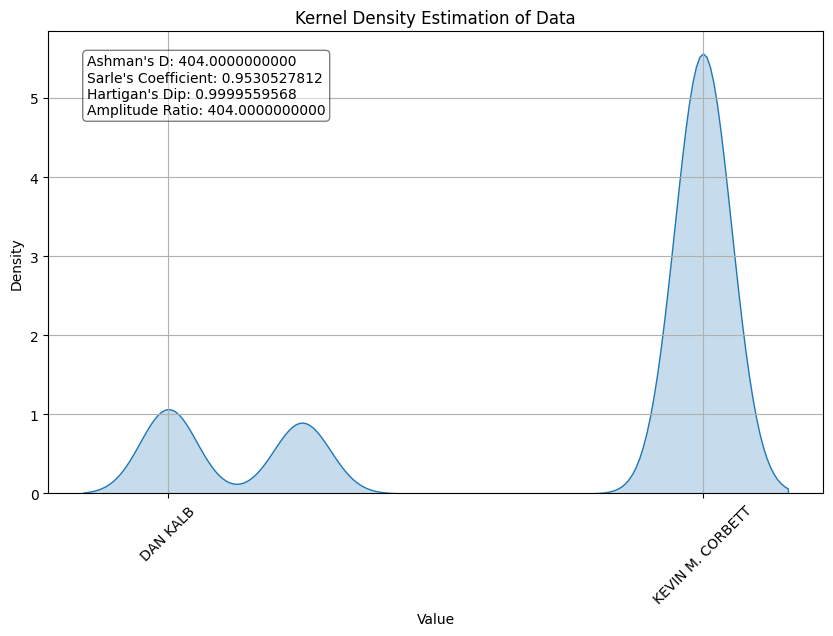 Kernel Density Estimation of Data
Ashman's D: 404.0000000000
Sarle's Coefficient: 0.9530527812
Hartigan's Dip: 0.9999559568
Amplitude Ratio: 404.0000000000
Density
5
4
3
2
1
0
DAN KALB
KEVIN M. CORBETT
Value